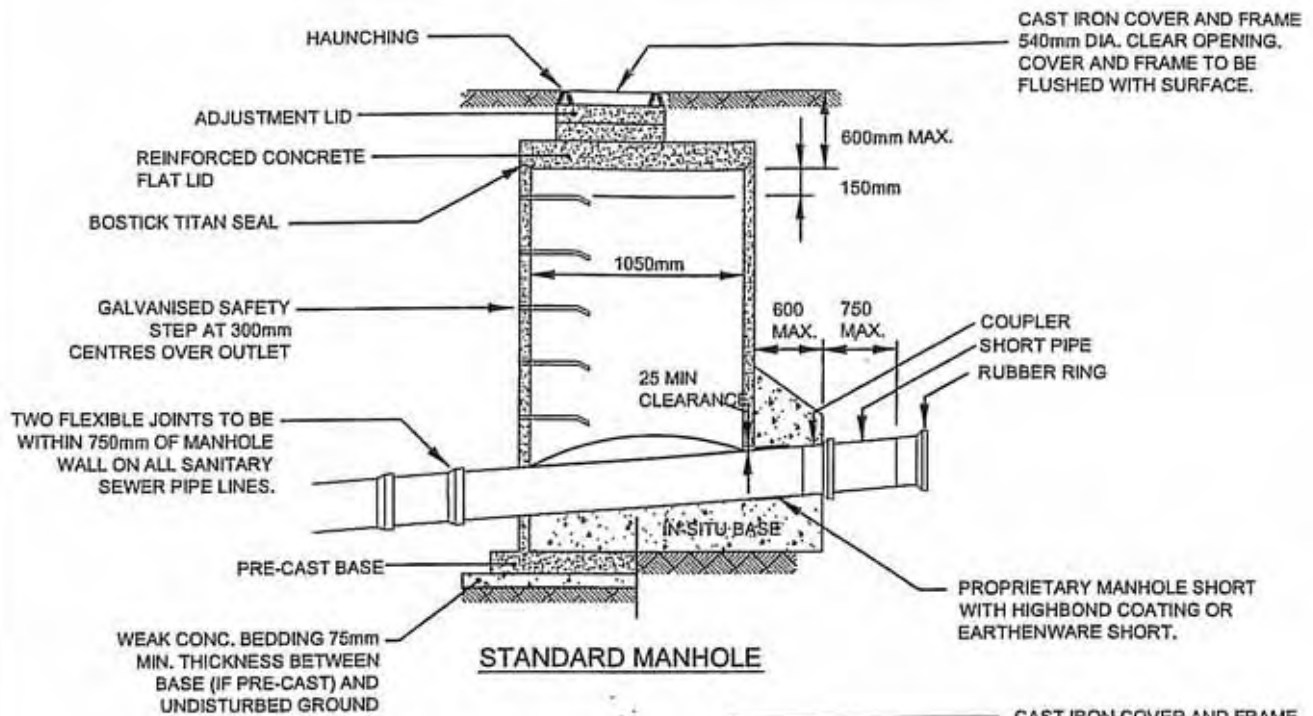 HAUNCHING
CAST IRON COVER AND FRAME
540mm DIA. CLEAR OPENING.
COVER AND FRAME TO BE
FLUSHED WITH SURFACE.
ADJUSTMENT LID
600mm MAX.
REINFORCED CONCRETE
FLAT LID
150mm
BOSTICK TITAN SEAL
1050mm
GALVANISED SAFETY
STEP AT 300mm
CENTRES OVER OUTLET
600
MAX.
750
MAX.
COUPLER
SHORT PIPE
RUBBER RING
25 MIN
CLEARANCE
TWO FLEXIBLE JOINTS TO BE
WITHIN 750mm OF MANHOLE
WALL ON ALL SANITARY
SEWER PIPE LINES.
IN-SITU BASE
PRE-CAST BASE
PROPRIETARY MANHOLE SHORT
WITH HIGHBOND COATING OR
EARTHENWARE SHORT.
WEAK CONC. BEDDING 75mm
MIN. THICKNESS BETWEEN
BASE (IF PRE-CAST) AND
UNDISTURBED GROUND
STANDARD MANHOLE
CAST IRON COVER AND FRAME